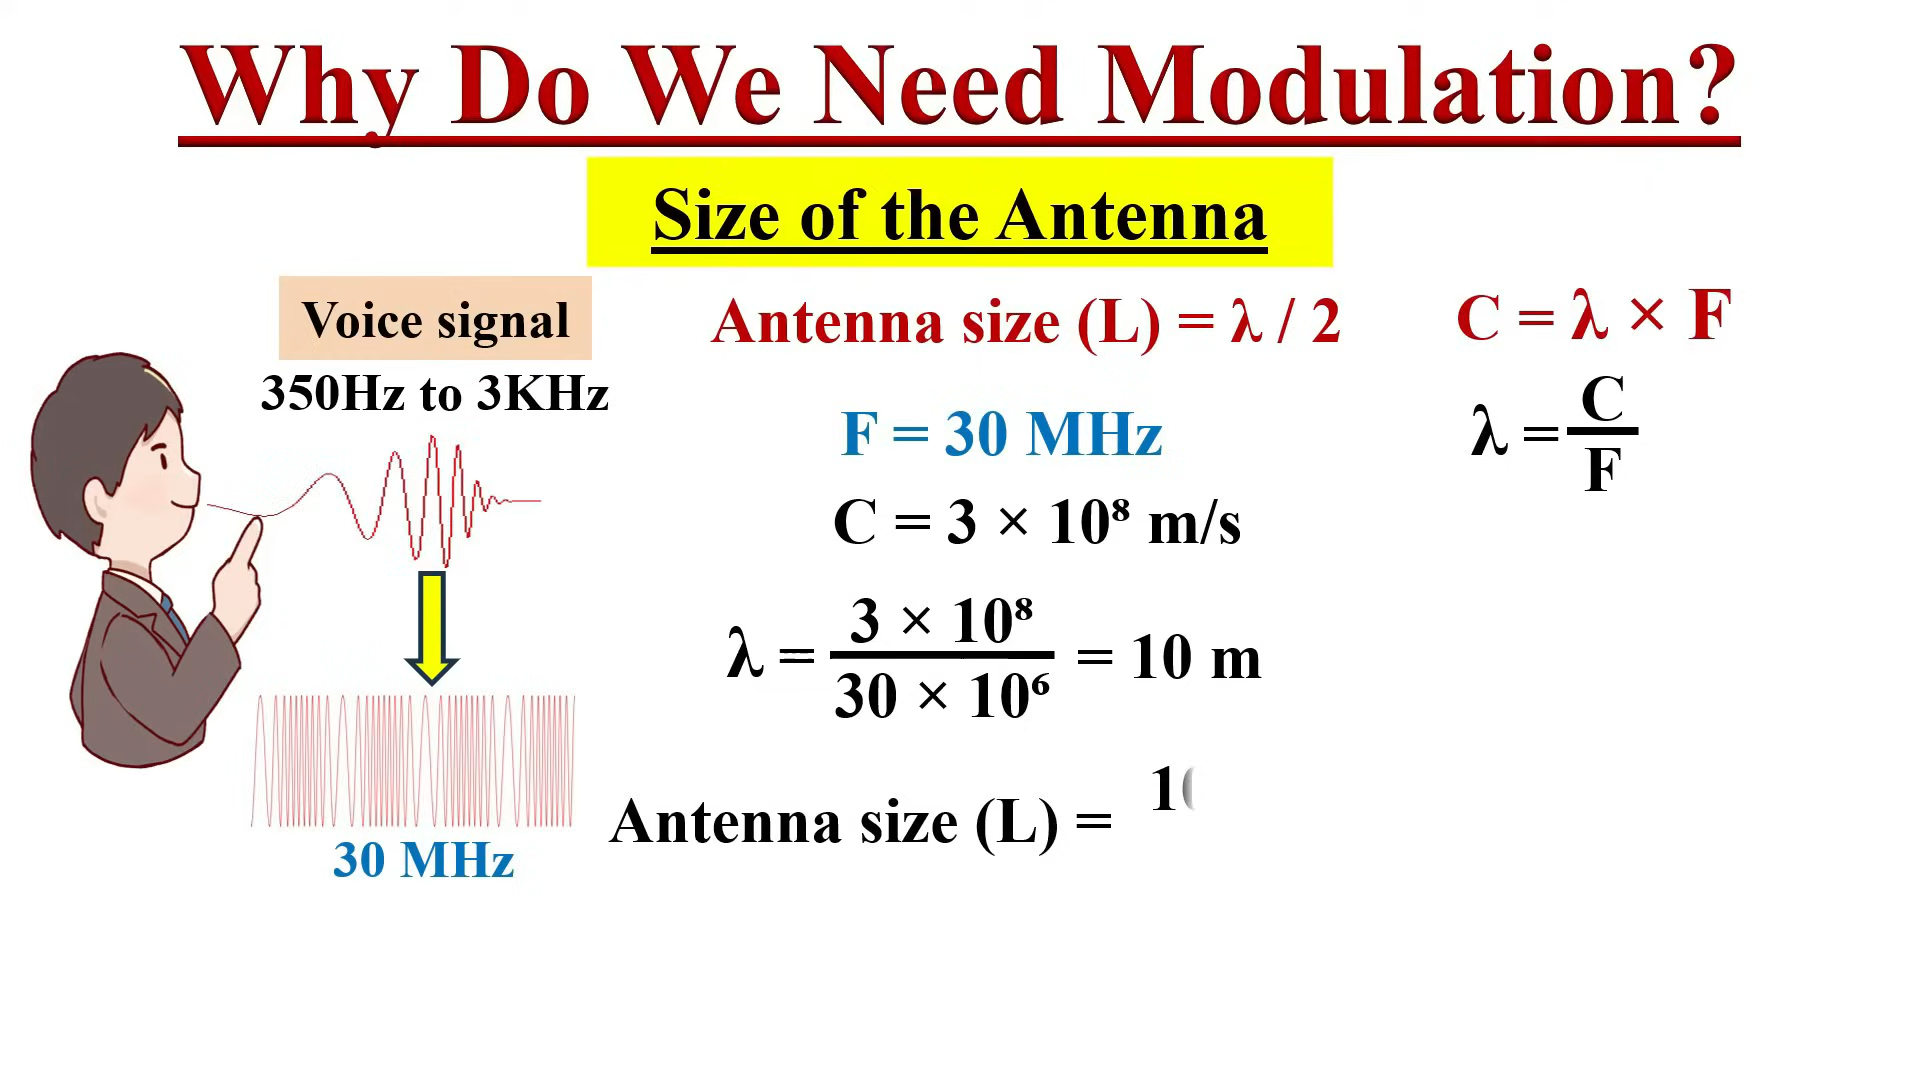 Why Do We Need Modulation?
Size of the Antenna
Voice signal
350Hz to 3KHz
30 MHz
Antenna size (L) = λ / 2
F = 30 MHz
C = 3 × 10⁸ m/s
λ = 3 × 10⁸ / 30 × 10⁶ = 10 m
Antenna size (L) = 10
C = λ × F
λ = C / F